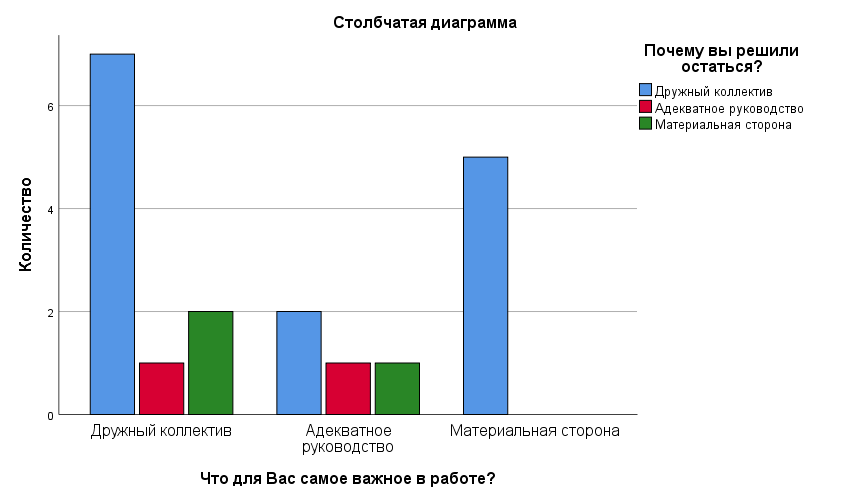 Столбчатая диаграмма
Почему вы решили
остаться?
Дружный коллектив
Адекватное руководство
Материальная сторона
Количество
6
4
2
0
Дружный коллектив
Адекватное
руководство
Материальная сторона
Что для Вас самое важное в работе?